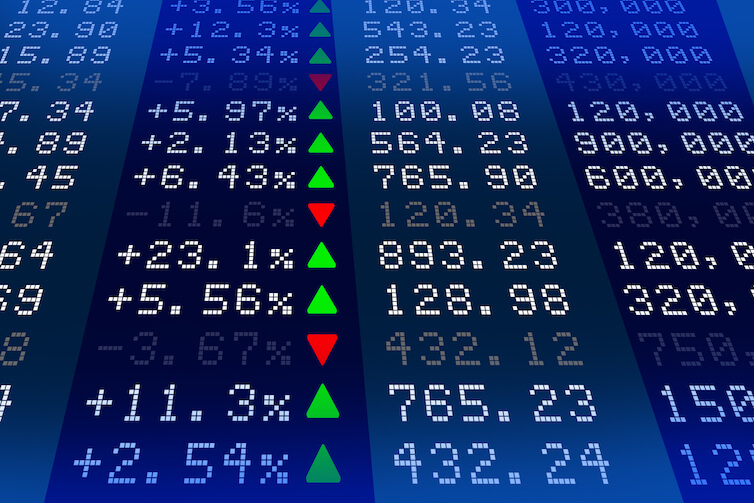 12.84 +3.56% 120.34 320,000
23.90 +12.3% 543.23 120,000
15.89 +5.34% 254.23 300,000
45.34 -7.89% 321.56 430,000
7.34 +5.97% 100.08 120,000
.89 +2.13% 564.23 900,000
.45 +6.43% 765.90 600,00
67 -11.6% 120.34 380,00
64 +23.1% 893.23 120,0
69 +5.56% 128.98 320,
8 -3.67% 432.12 750
+11.3% 765.23 150
+2.54% 432.24 12